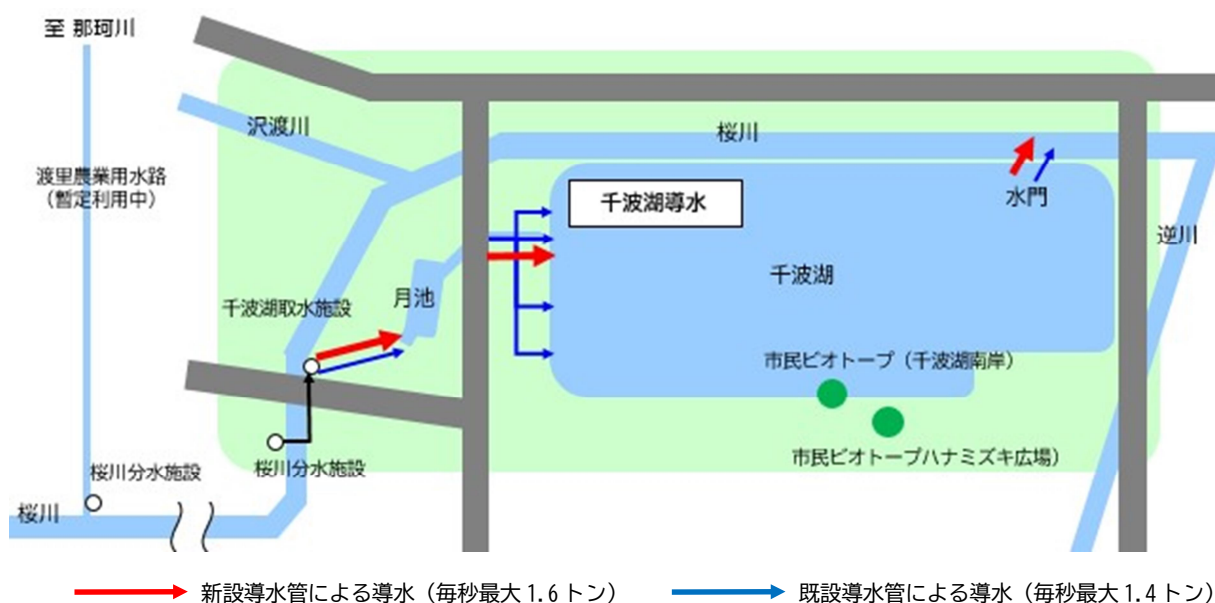 至 那珂川
沢渡川
桜川
渡里農業用水路
（暫定利用中）
千波湖導水
水門
逆川
千波湖
月池
千波湖取水施設
市民ビオトープ（千波湖南岸）
市民ビオトープハナミズキ広場）
桜川分水施設
桜川分水施設
桜川
新設導水管による導水（毎秒最大1.6トン）
既設導水管による導水（毎秒最大1.4トン）